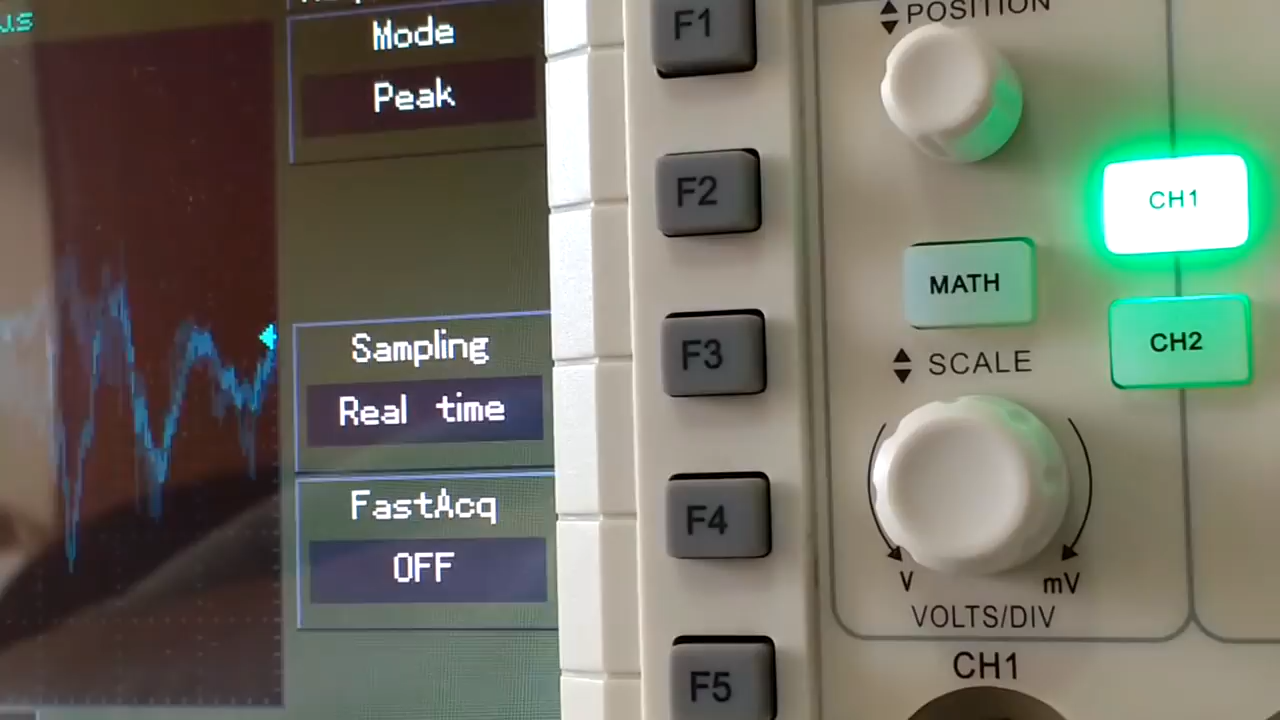 Mode
Peak
Sampling
Real time
FastAcq
OFF
F1
F2
F3
F4
F5
POSITION
MATH
SCALE
V
mV
VOLTS/DIV
CH1
CH1
CH2